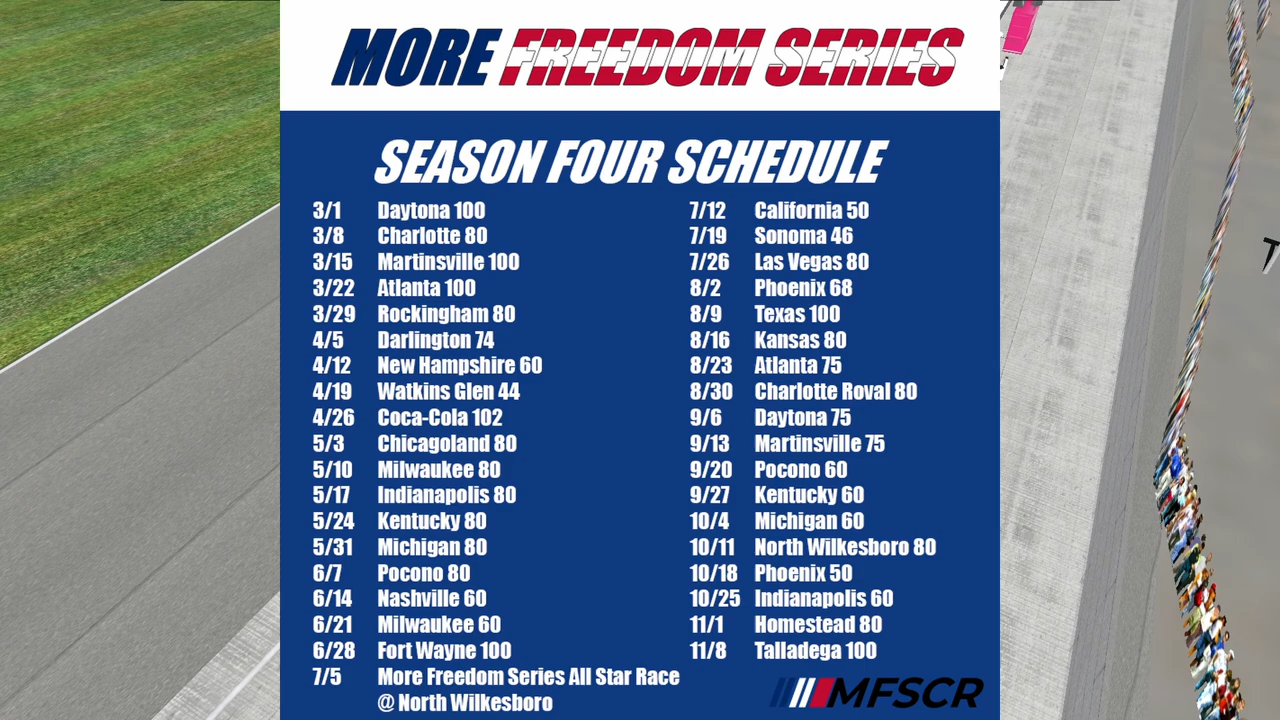 MORE FREEDOM SERIES
SEASON FOUR SCHEDULE
3/1 Daytona 100
3/8 Charlotte 80
3/15 Martinsville 100
3/22 Atlanta 100
3/29 Rockingham 80
4/5 Darlington 74
4/12 New Hampshire 60
4/19 Watkins Glen 44
4/26 Coca-Cola 102
5/3 Chicagoland 80
5/10 Milwaukee 80
5/17 Indianapolis 80
5/24 Kentucky 80
5/31 Michigan 80
6/7 Pocono 80
6/14 Nashville 60
6/21 Milwaukee 60
6/28 Fort Wayne 100
7/5 More Freedom Series All Star Race
@ North Wilkesboro
7/12 California 50
7/19 Sonoma 46
7/26 Las Vegas 80
8/2 Phoenix 68
8/9 Texas 100
8/16 Kansas 80
8/23 Atlanta 75
8/30 Charlotte Roval 80
9/6 Daytona 75
9/13 Martinsville 75
9/20 Pocono 60
9/27 Kentucky 60
10/4 Michigan 60
10/11 North Wilkesboro 80
10/18 Phoenix 50
10/25 Indianapolis 60
11/1 Homestead 80
11/8 Talladega 100
MFSCR